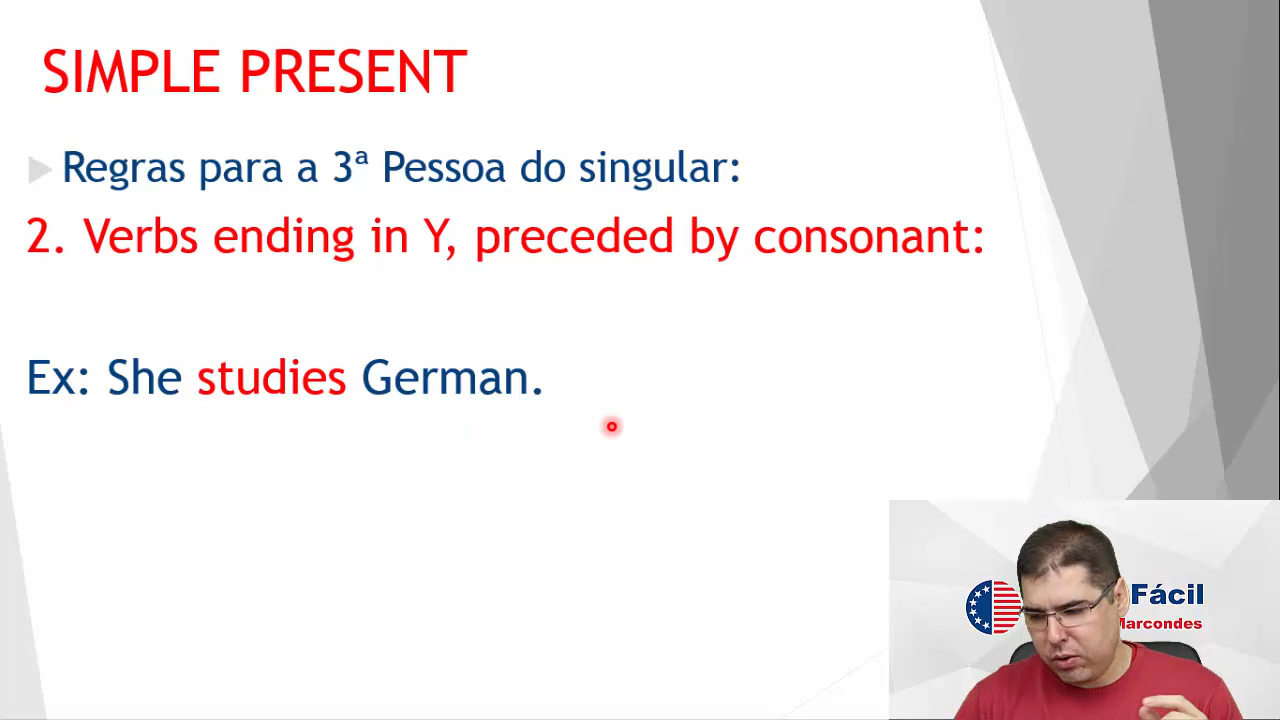 SIMPLE PRESENT
Regras para a 3ª Pessoa do singular:
2. Verbs ending in Y, preceded by consonant:
Ex: She studies German.
Fácil
Marcondes